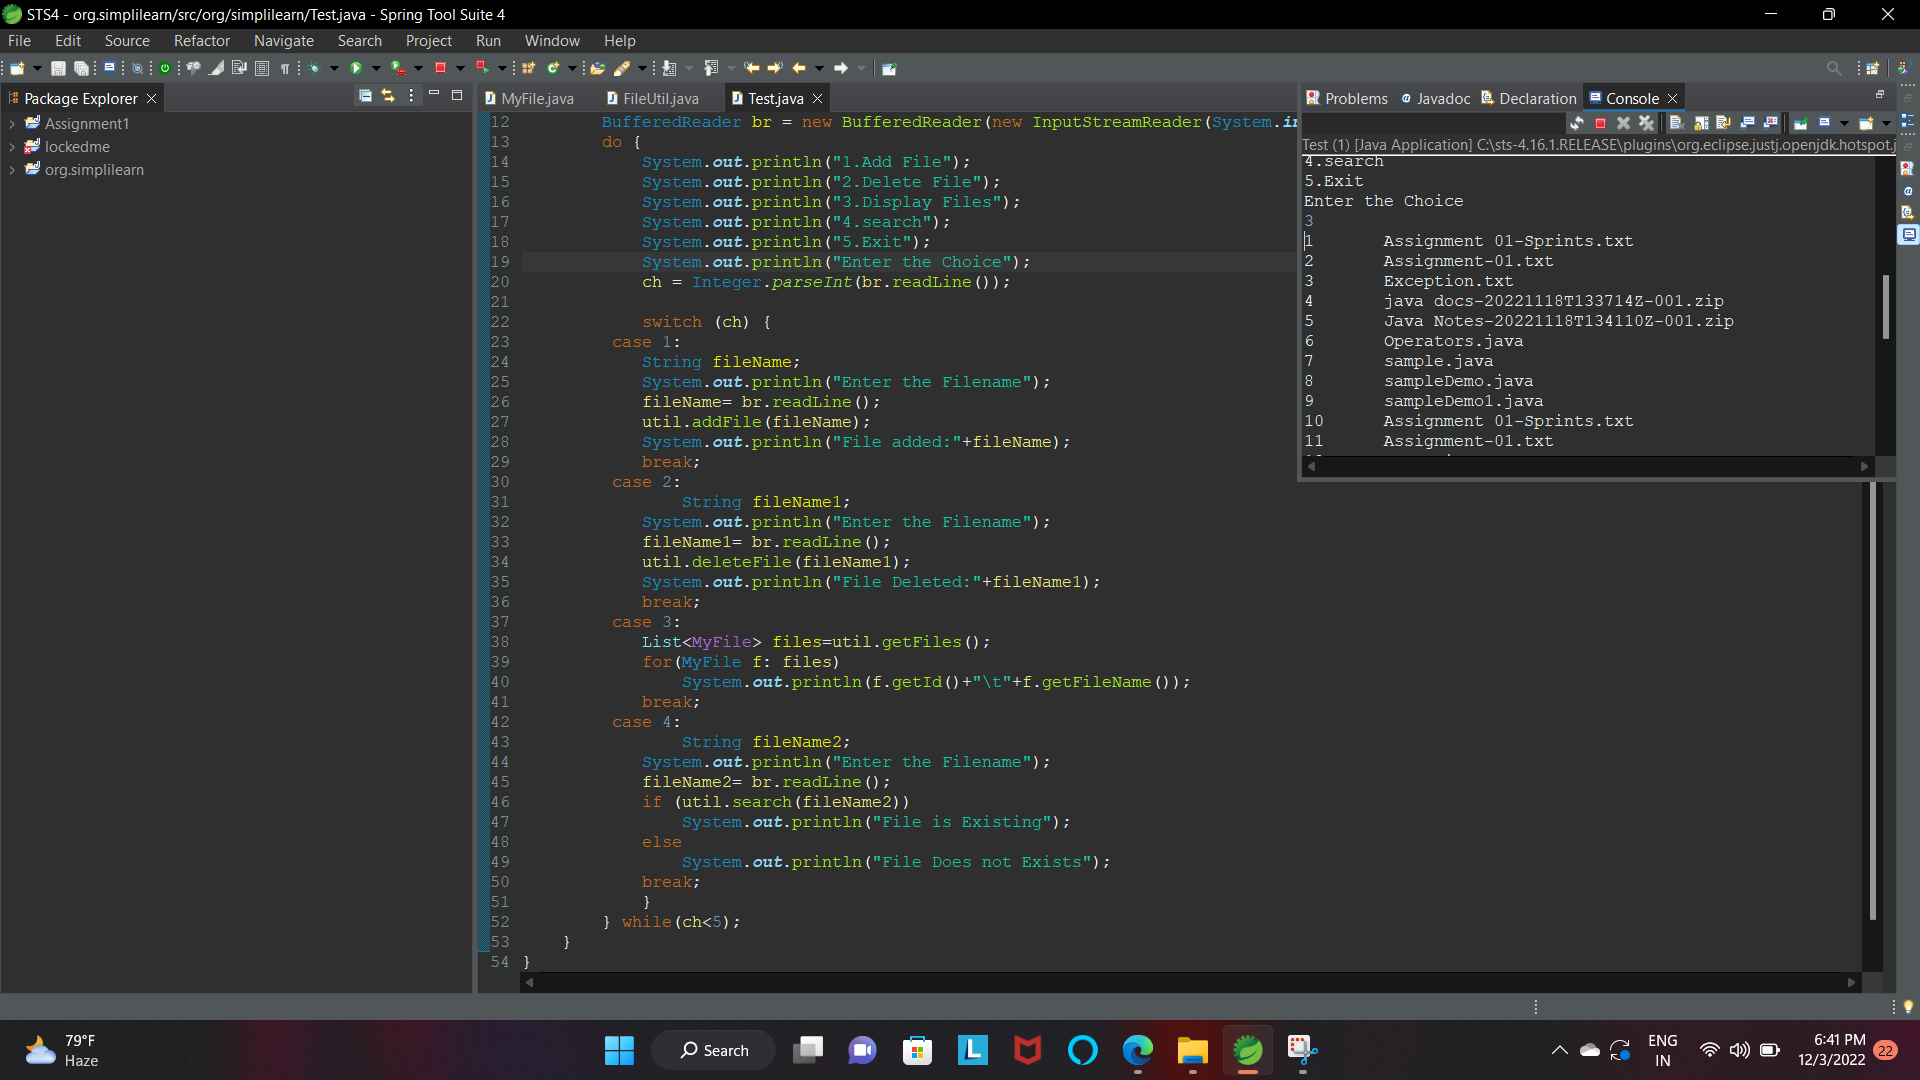 STS4 - org.simplilearn/src/org/simplilearn/Test.java - Spring Tool Suite 4
File Edit Source Refactor Navigate Search Project Run Window Help
Package Explorer
Assignment1
lockedme
org.simplilearn
MyFile.java FileUtil.java Test.java
12 BufferedReader br = new BufferedReader(new InputStreamReader(System.in
13 do {
14 System.out.println("1.Add File");
15 System.out.println("2.Delete File");
16 System.out.println("3.Display Files");
17 System.out.println("4.search");
18 System.out.println("5.Exit");
19 System.out.println("Enter the Choice");
20 ch = Integer.parseInt(br.readLine());
21
22 switch (ch) {
23 case 1:
24 String fileName;
25 System.out.println("Enter the Filename");
26 fileName= br.readLine();
27 util.addFile(fileName);
28 System.out.println("File added:"+fileName);
29 break;
30 case 2:
31 String fileName1;
32 System.out.println("Enter the Filename");
33 fileName1= br.readLine();
34 util.deleteFile(fileName1);
35 System.out.println("File Deleted:"+fileName1);
36 break;
37 case 3:
38 List<MyFile> files=util.getFiles();
39 for(MyFile f: files)
40 System.out.println(f.getId()+"\t"+f.getFileName());
41 break;
42 case 4:
43 String fileName2;
44 System.out.println("Enter the Filename");
45 fileName2= br.readLine();
46 if (util.search(fileName2))
47 System.out.println("File is Existing");
48 else
49 System.out.println("File Does not Exists");
50 break;
51 }
52 } while(ch<5);
53 }
54 }
Problems Javadoc Declaration Console
Test (1) [Java Application] C:\sts-4.16.1.RELEASE\plugins\org.eclipse.justj.openjdk.hotspot.j
4.search
5.Exit
Enter the Choice
3
1 Assignment 01-Sprints.txt
2 Assignment-01.txt
3 Exception.txt
4 java docs-20221118T133714Z-001.zip
5 Java Notes-20221118T134110Z-001.zip
6 Operators.java
7 sample.java
8 sampleDemo.java
9 sampleDemo1.java
10 Assignment 01-Sprints.txt
11 Assignment-01.txt
79°F
Haze
Search
ENG
IN
6:41 PM
12/3/2022
22